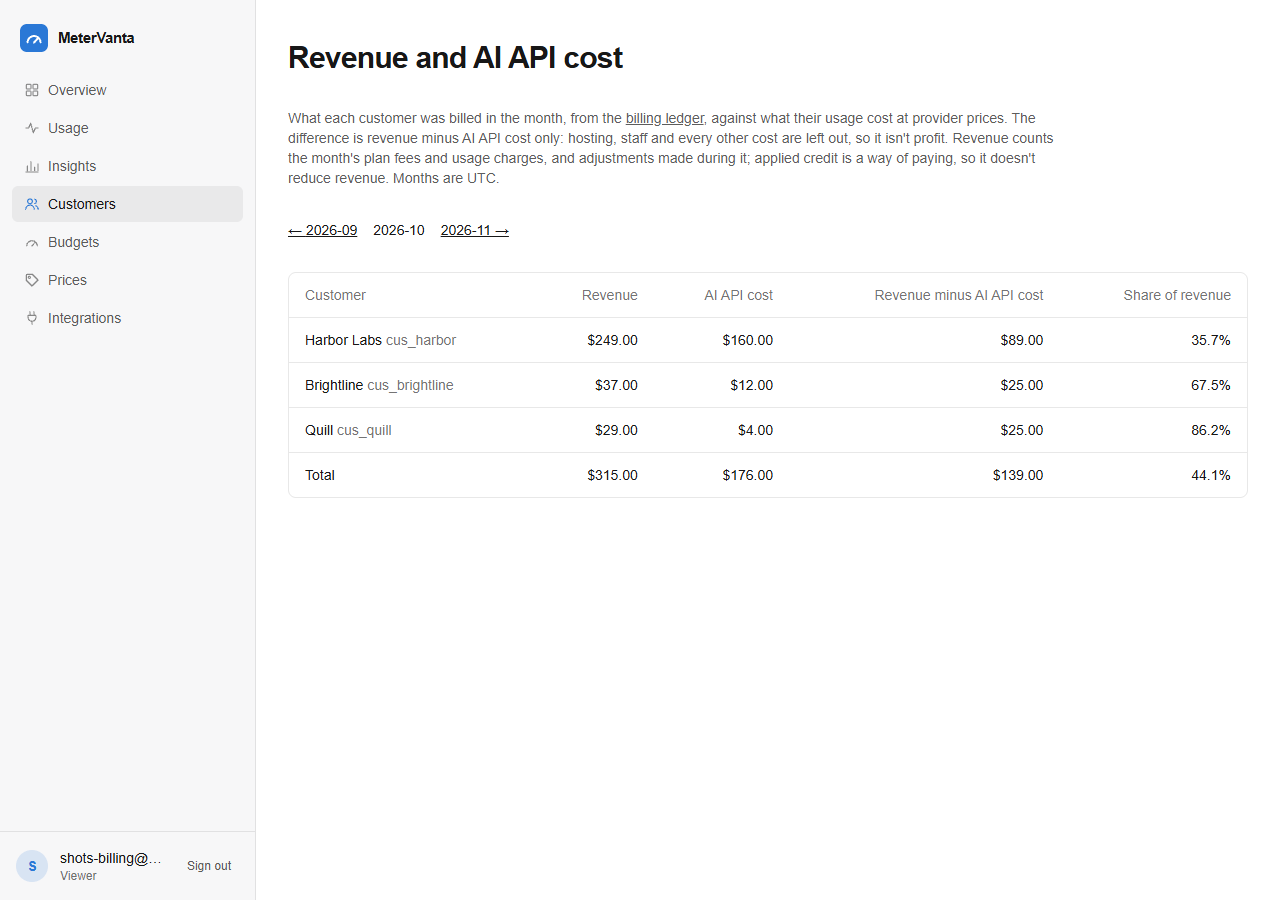 MeterVanta
Overview
Usage
Insights
Customers
Budgets
Prices
Integrations
shots-billing@…
Viewer
Sign out
Revenue and AI API cost
What each customer was billed in the month, from the billing ledger, against what their usage cost at provider prices. The
difference is revenue minus AI API cost only: hosting, staff and every other cost are left out, so it isn't profit. Revenue counts
the month's plan fees and usage charges, and adjustments made during it; applied credit is a way of paying, so it doesn't
reduce revenue. Months are UTC.
← 2026-09 2026-10 2026-11 →
Customer Revenue AI API cost Revenue minus AI API cost Share of revenue
Harbor Labs cus_harbor $249.00 $160.00 $89.00 35.7%
Brightline cus_brightline $37.00 $12.00 $25.00 67.5%
Quill cus_quill $29.00 $4.00 $25.00 86.2%
Total $315.00 $176.00 $139.00 44.1%
S